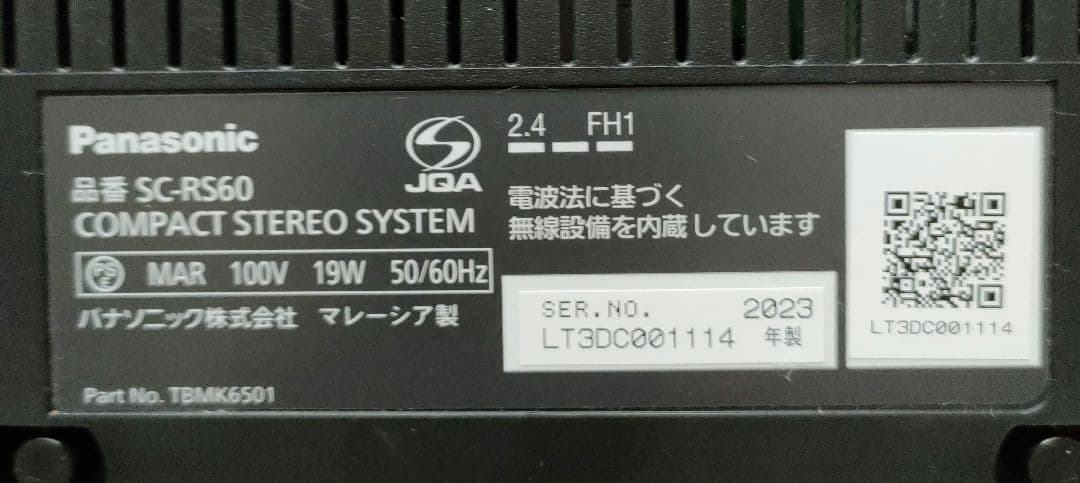 Panasonic
品番 SC-RS60
COMPACT STEREO SYSTEM
MAR 100V 19W 50/60Hz
パナソニック株式会社 マレーシア製
Part No. TBMK6501
JQA
2.4 FH1
電波法に基づく
無線設備を内蔵しています
SER.NO. 2023
LT3DC001114 年製
LT3DC001114